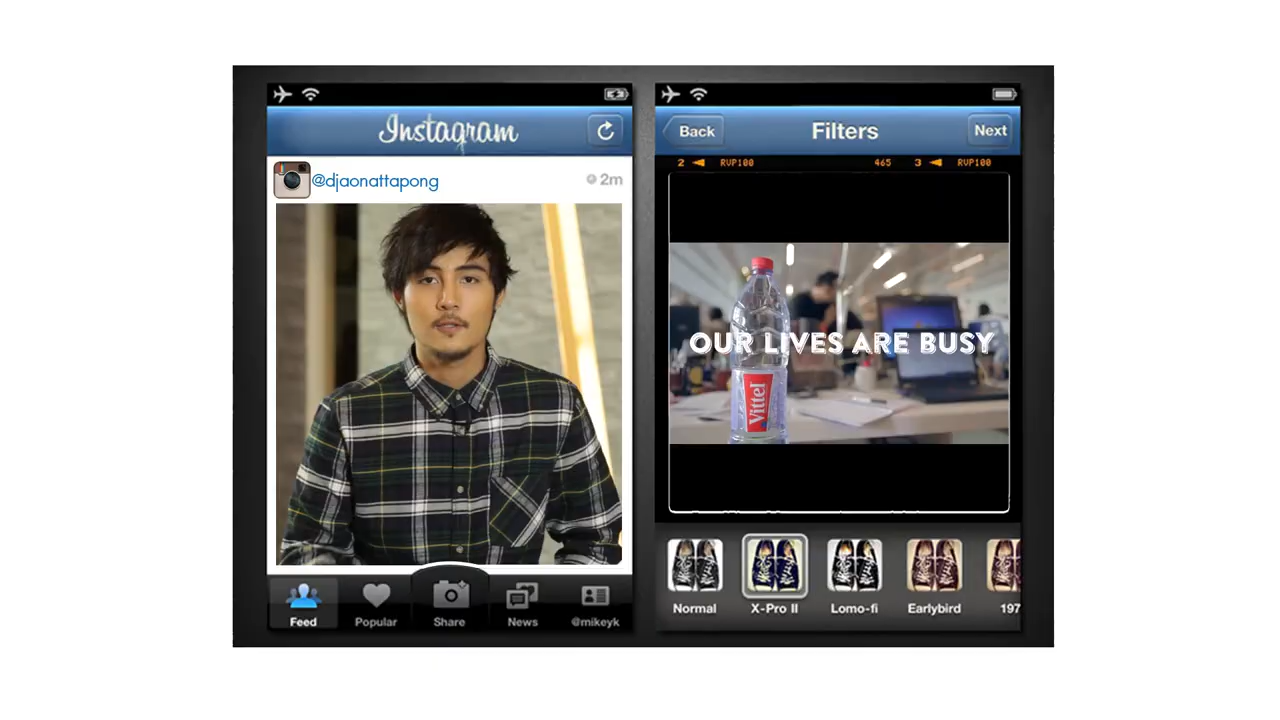 Instagram
@djaonattapong
2m
Feed
Popular
Share
News
@mikeyk
Back
Filters
Next
2
RVP100
465
3
RVP100
OUR LIVES ARE BUSY
Vittel
Normal
X-Pro II
Lomo-fi
Earlybird
197